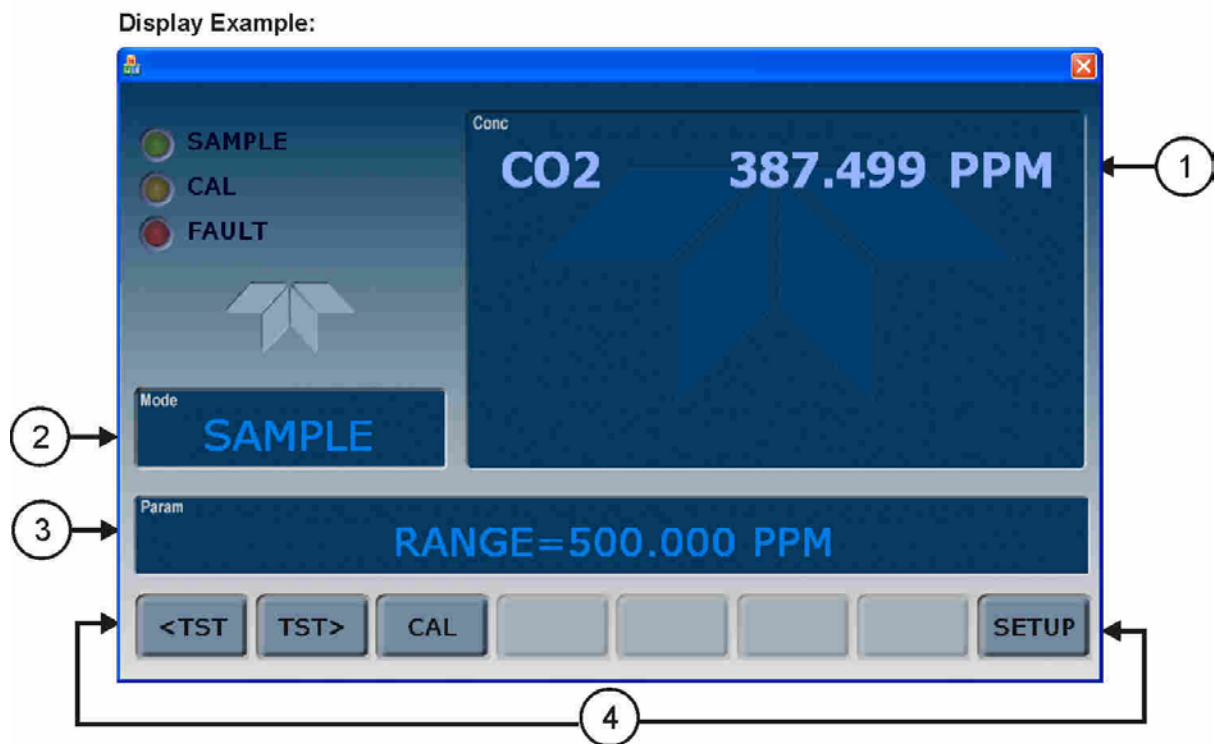 Display Example:
SAMPLE
CAL
FAULT
Conc
CO2 387.499 PPM
1
Mode
SAMPLE
2
Param
RANGE=500.000 PPM
3
<TST TST> CAL SETUP
4